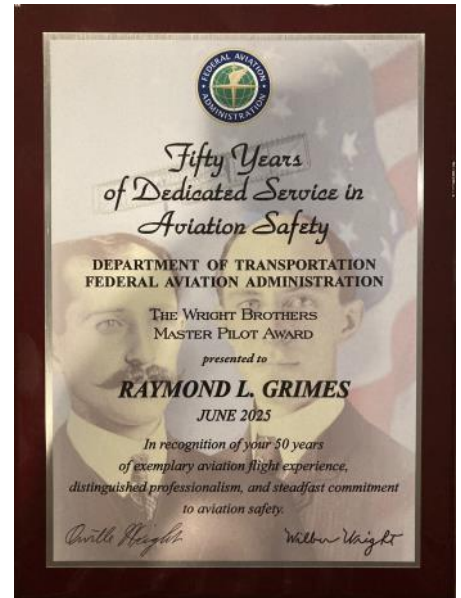 FEDERAL AVIATION
ADMINISTRATION
Fifty Years
of Dedicated Service in
Aviation Safety
DEPARTMENT OF TRANSPORTATION
FEDERAL AVIATION ADMINISTRATION
THE WRIGHT BROTHERS
MASTER PILOT AWARD
presented to
RAYMOND L. GRIMES
JUNE 2025
In recognition of your 50 years
of exemplary aviation flight experience,
distinguished professionalism, and steadfast commitment
to aviation safety.
Orville Wright Wilbur Wright